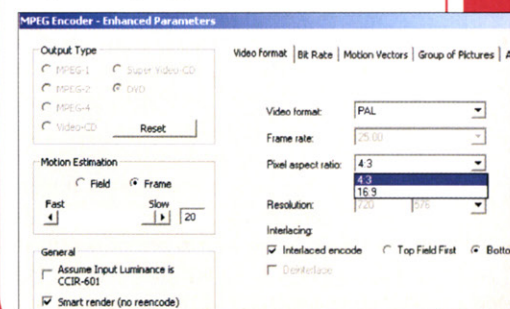 MPEG Encoder - Enhanced Parameters
Output Type
MPEG-1 Super Video-CD
MPEG-2 DVD
MPEG-4
Video-CD Reset
Motion Estimation
Field Frame
Fast Slow
20
General
Assume Input Luminance is
CCIR-601
Smart render (no reencode)
Video format Bit Rate Motion Vectors Group of Pictures A
Video format: PAL
Frame rate: 25.00
Pixel aspect ratio: 4:3
4:3
16:9
Resolution: 720 576
Interlacing:
Interlaced encode Top Field First Botto
Deinterlace